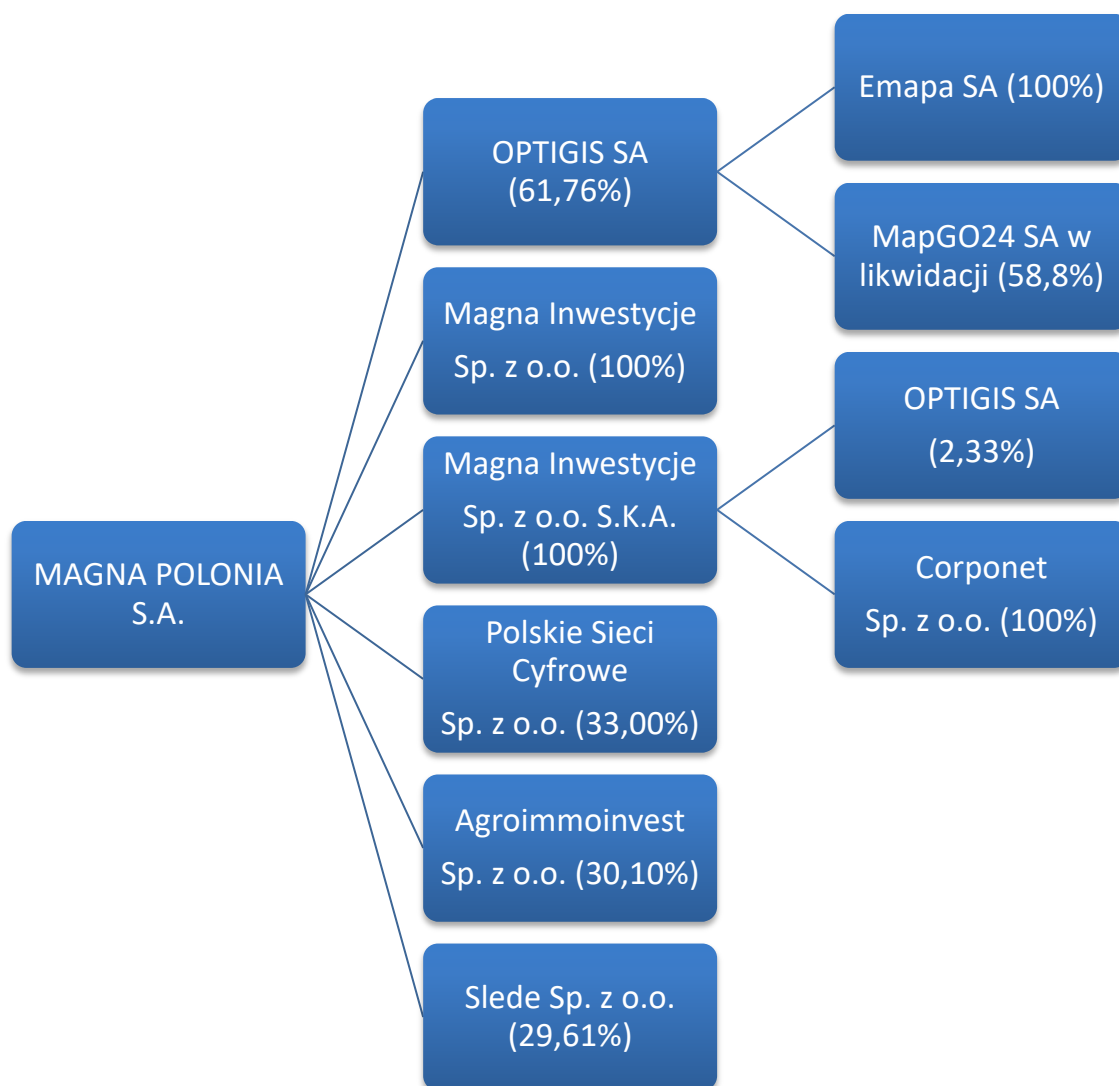 MAGNA POLONIA
S.A.
OPTIGIS SA
(61,76%)
Emapa SA (100%)
MapGO24 SA w
likwidacji (58,8%)
Magna Inwestycje
Sp. z o.o. (100%)
Magna Inwestycje
Sp. z o.o. S.K.A.
(100%)
OPTIGIS SA
(2,33%)
Corponet
Sp. z o.o. (100%)
Polskie Sieci
Cyfrowe
Sp. z o.o. (33,00%)
Agroimmoinvest
Sp. z o.o. (30,10%)
Slede Sp. z o.o.
(29,61%)